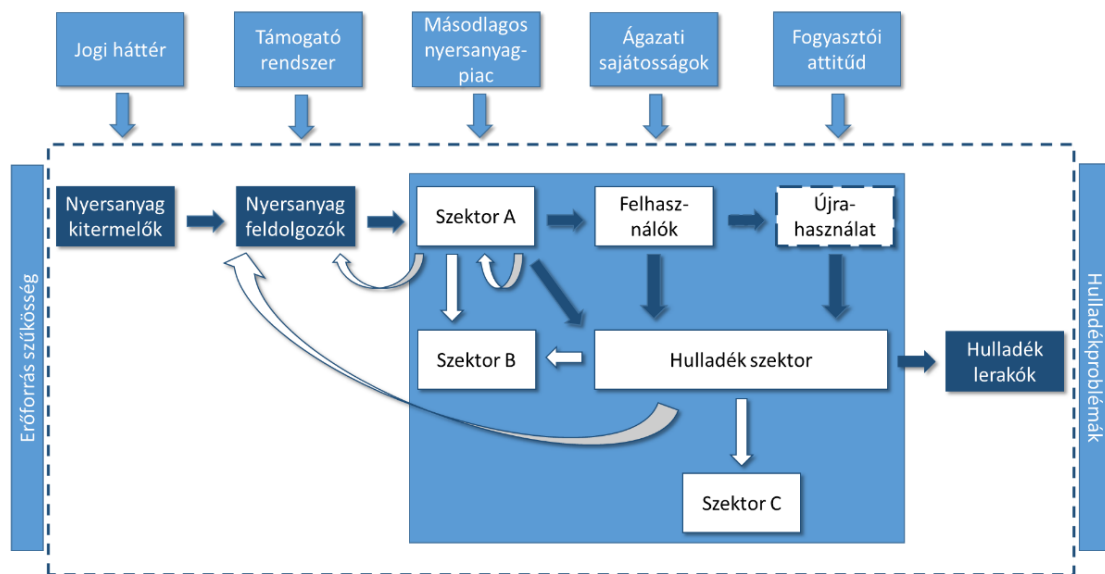 Jogi háttér
Támogató
rendszer
Másodlagos
nyersanyag-
piac
Ágazati
sajátosságok
Fogyasztói
attitűd
Erőforrás szűkösség
Nyersanyag
kitermelők
Nyersanyag
feldolgozók
Szektor A
Felhasz-
nálók
Újra-
használat
Szektor B
Hulladék szektor
Hulladék
lerakók
Szektor C
Hulladékproblémák